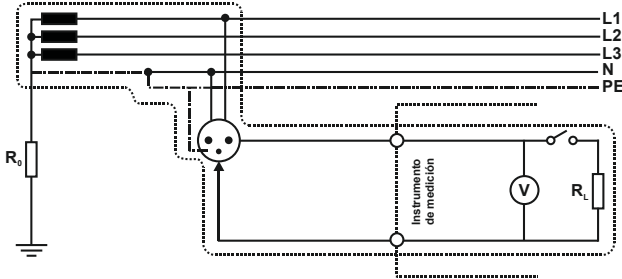 L1
L2
L3
N
PE
R0
Instrumento
de medición
V
RL